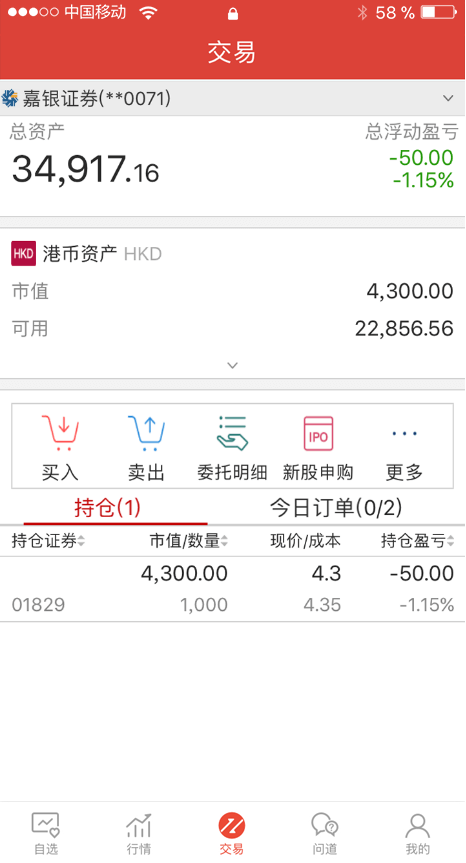 中国移动 58 %
交易
嘉银证券(**0071)
总资产 总浮动盈亏
34,917.16
-50.00
-1.15%
HKD 港币资产 HKD
市值 4,300.00
可用 22,856.56
IPO
买入 卖出 委托明细 新股申购 更多
持仓(1) 今日订单(0/2)
持仓证券 市值/数量 现价/成本 持仓盈亏
4,300.00 4.3 -50.00
01829 1,000 4.35 -1.15%
自选 行情 交易 问道 我的